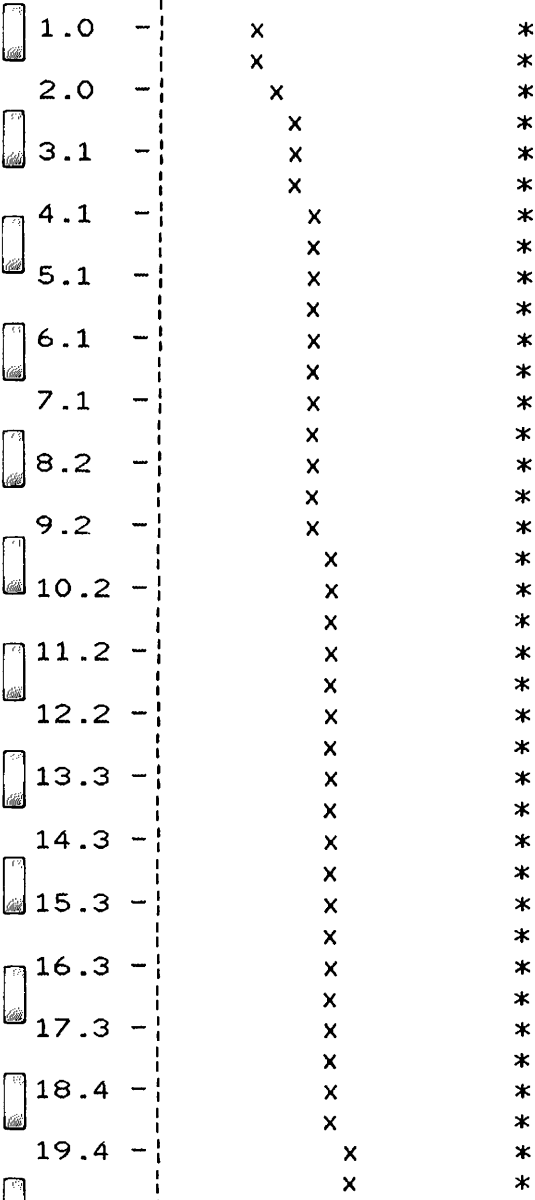 1.0 - x *
x *
2.0 - x *
x *
3.1 - x *
x *
4.1 - x *
x *
5.1 - x *
x *
6.1 - x *
x *
7.1 - x *
x *
8.2 - x *
x *
9.2 - x *
x *
10.2 - x *
x *
11.2 - x *
x *
12.2 - x *
x *
13.3 - x *
x *
14.3 - x *
x *
15.3 - x *
x *
16.3 - x *
x *
17.3 - x *
x *
18.4 - x *
x *
19.4 - x *
x *